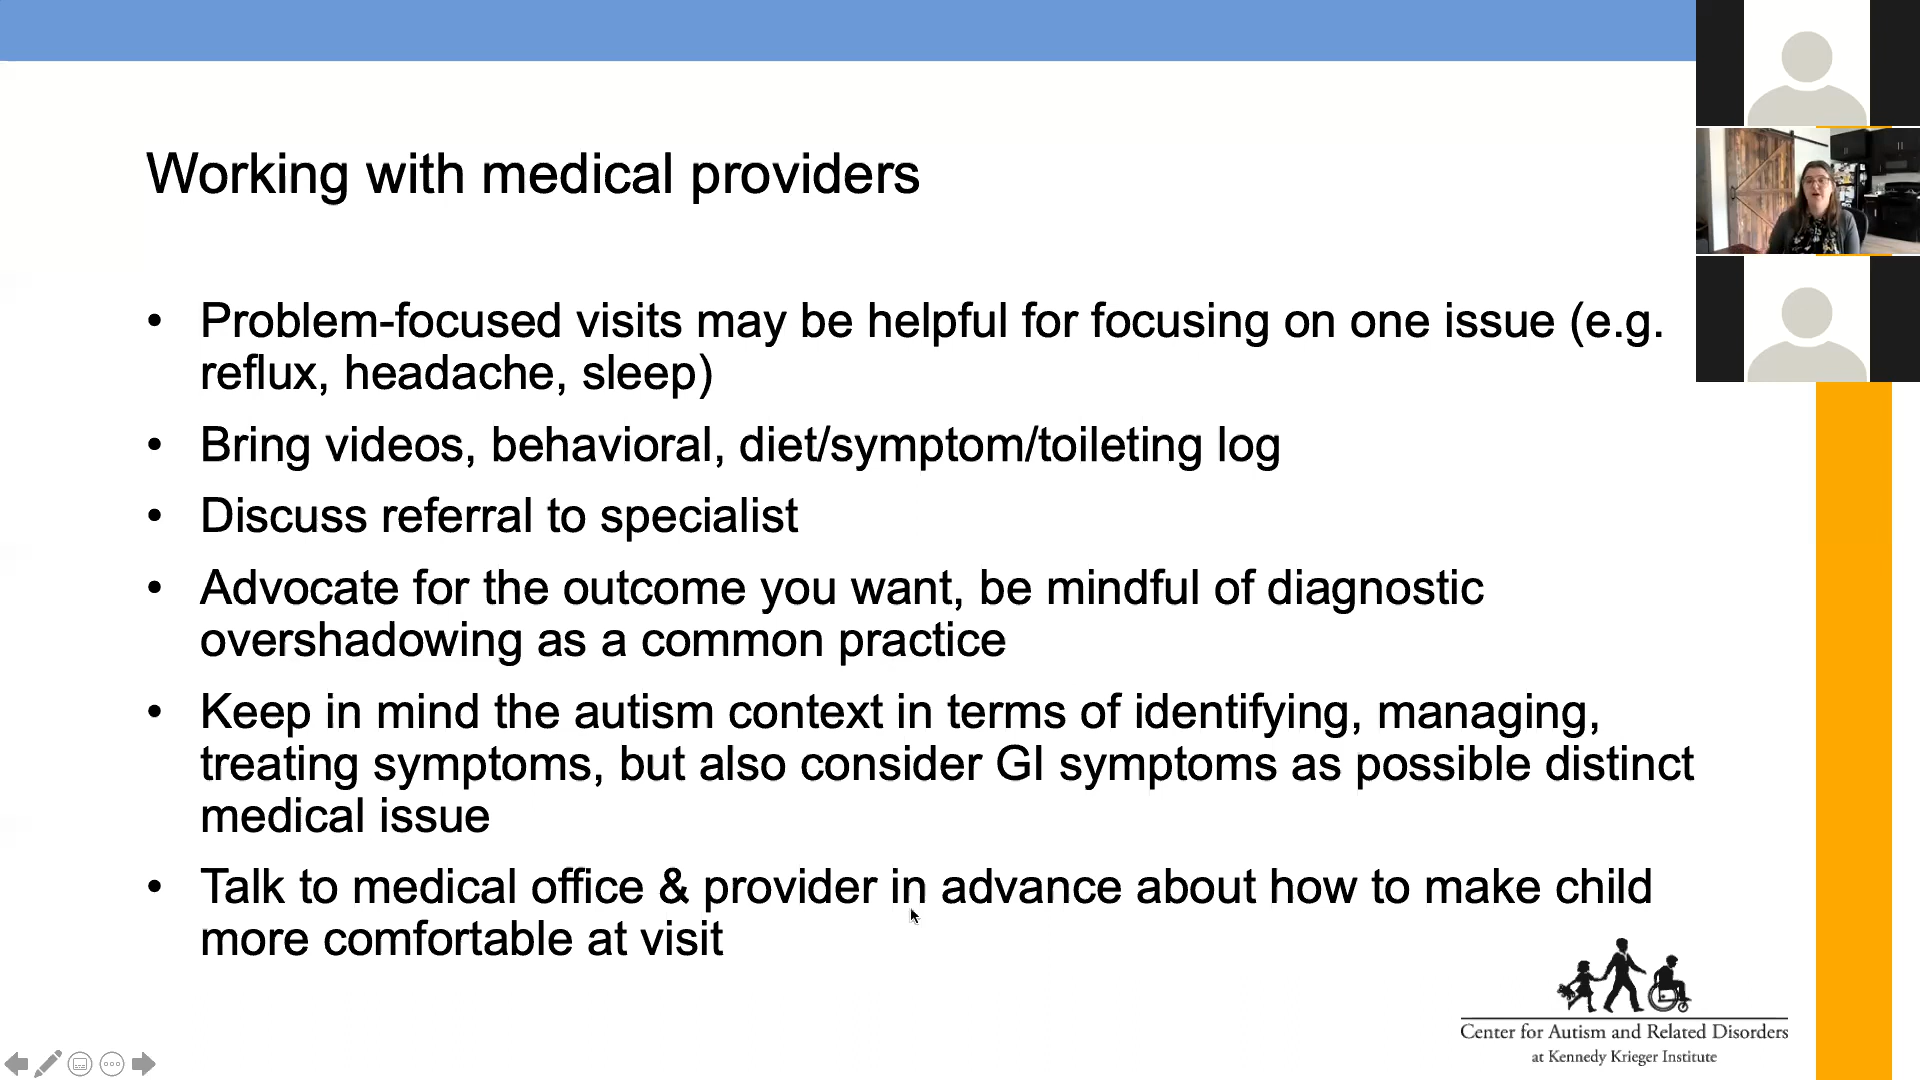 Working with medical providers
• Problem-focused visits may be helpful for focusing on one issue (e.g.
reflux, headache, sleep)
• Bring videos, behavioral, diet/symptom/toileting log
• Discuss referral to specialist
• Advocate for the outcome you want, be mindful of diagnostic
overshadowing as a common practice
• Keep in mind the autism context in terms of identifying, managing,
treating symptoms, but also consider GI symptoms as possible distinct
medical issue
• Talk to medical office & provider in advance about how to make child
more comfortable at visit
Center for Autism and Related Disorders
at Kennedy Krieger Institute